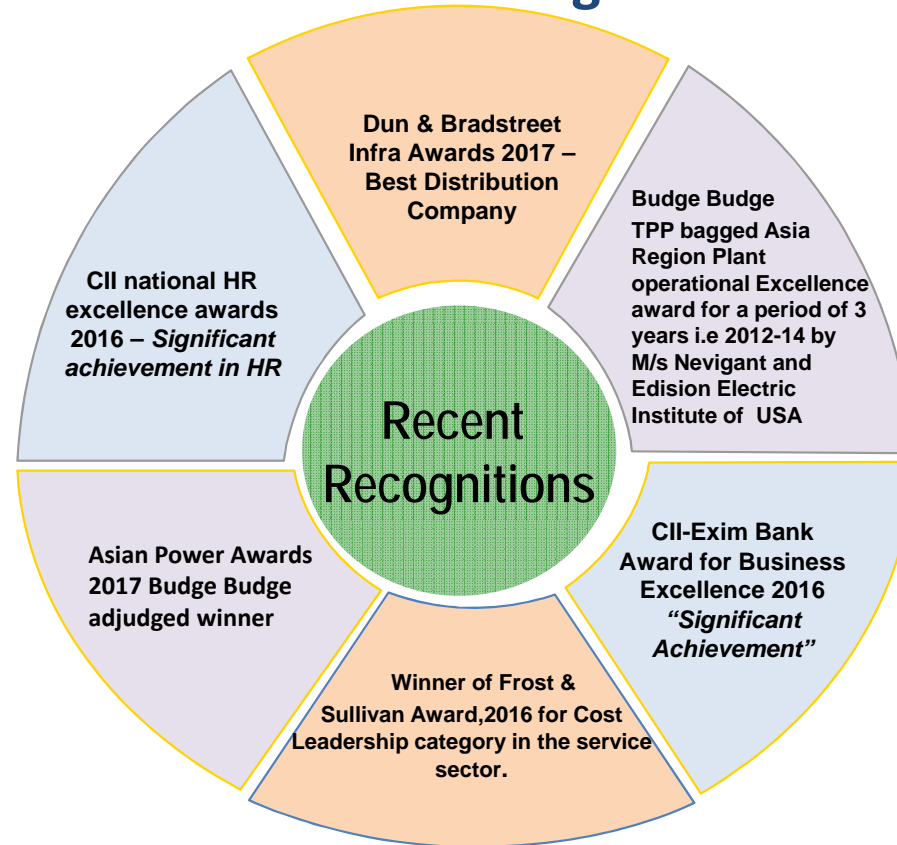 Dun & Bradstreet
Infra Awards 2017 –
Best Distribution
Company
Budge Budge
TPP bagged Asia
Region Plant
operational Excellence
award for a period of 3
years i.e 2012-14 by
M/s Nevigant and
Edision Electric
Institute of USA
CII-Exim Bank
Award for Business
Excellence 2016
“Significant
Achievement”
Winner of Frost &
Sullivan Award,2016 for Cost
Leadership category in the service
sector.
Asian Power Awards
2017 Budge Budge
adjudged winner
CII national HR
excellence awards
2016 – Significant
achievement in HR
Recent
Recognitions